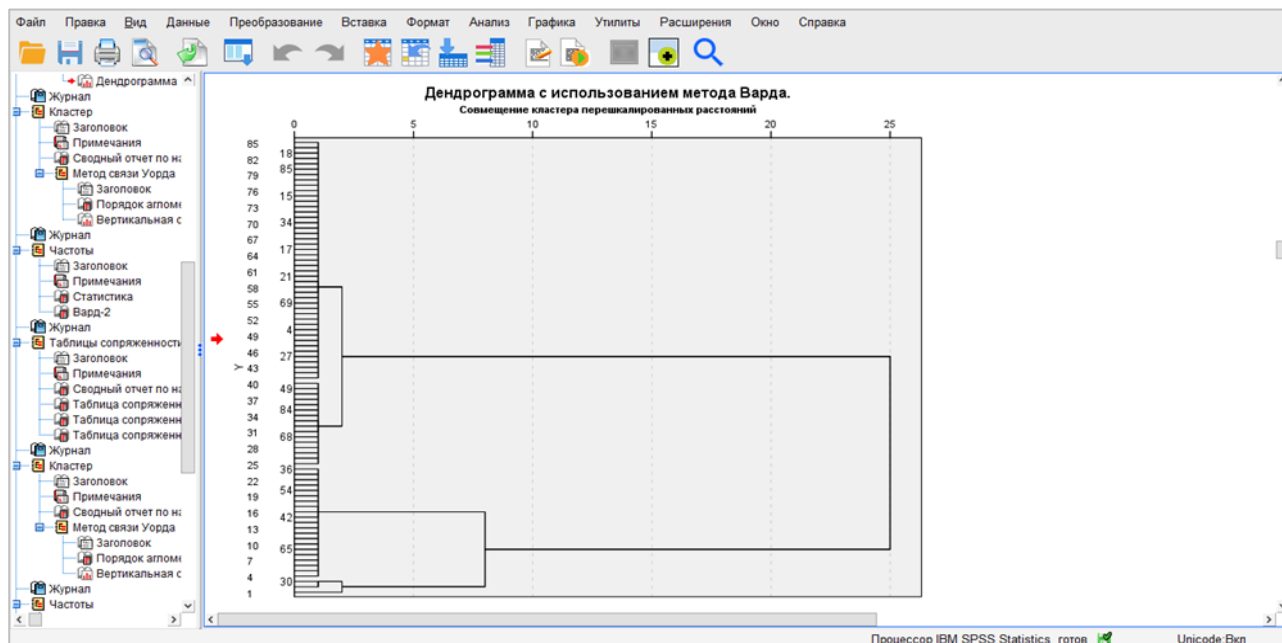 Файл Правка Вид Данные Преобразование Вставка Формат Анализ Графика Утилиты Расширения Окно Справка
Дендрограмма
Журнал
Кластер
Заголовок
Примечания
Сводный отчет по на
Метод связи Уорда
Заголовок
Порядок агломе
Вертикальная с
Журнал
Частоты
Заголовок
Примечания
Статистика
Вард-2
Журнал
Таблицы сопряженности
Заголовок
Примечания
Сводный отчет по на
Таблица сопряженн
Таблица сопряженн
Таблица сопряженн
Журнал
Кластер
Заголовок
Примечания
Сводный отчет по на
Метод связи Уорда
Заголовок
Порядок агломе
Вертикальная с
Журнал
Частоты
Дендрограмма с использованием метода Варда.
Совмещение кластера перешкалированных расстояний
0 5 10 15 20 25
85
18
82
85
79
76
15
73
70
34
67
17
64
61
21
58
55
69
52
4
49
46
27
Y
43
40
49
37
84
34
31
68
28
25
36
22
54
19
16
42
13
10
65
7
4
30
1
Процессор IBM SPSS Statistics готов Unicode:Вкл